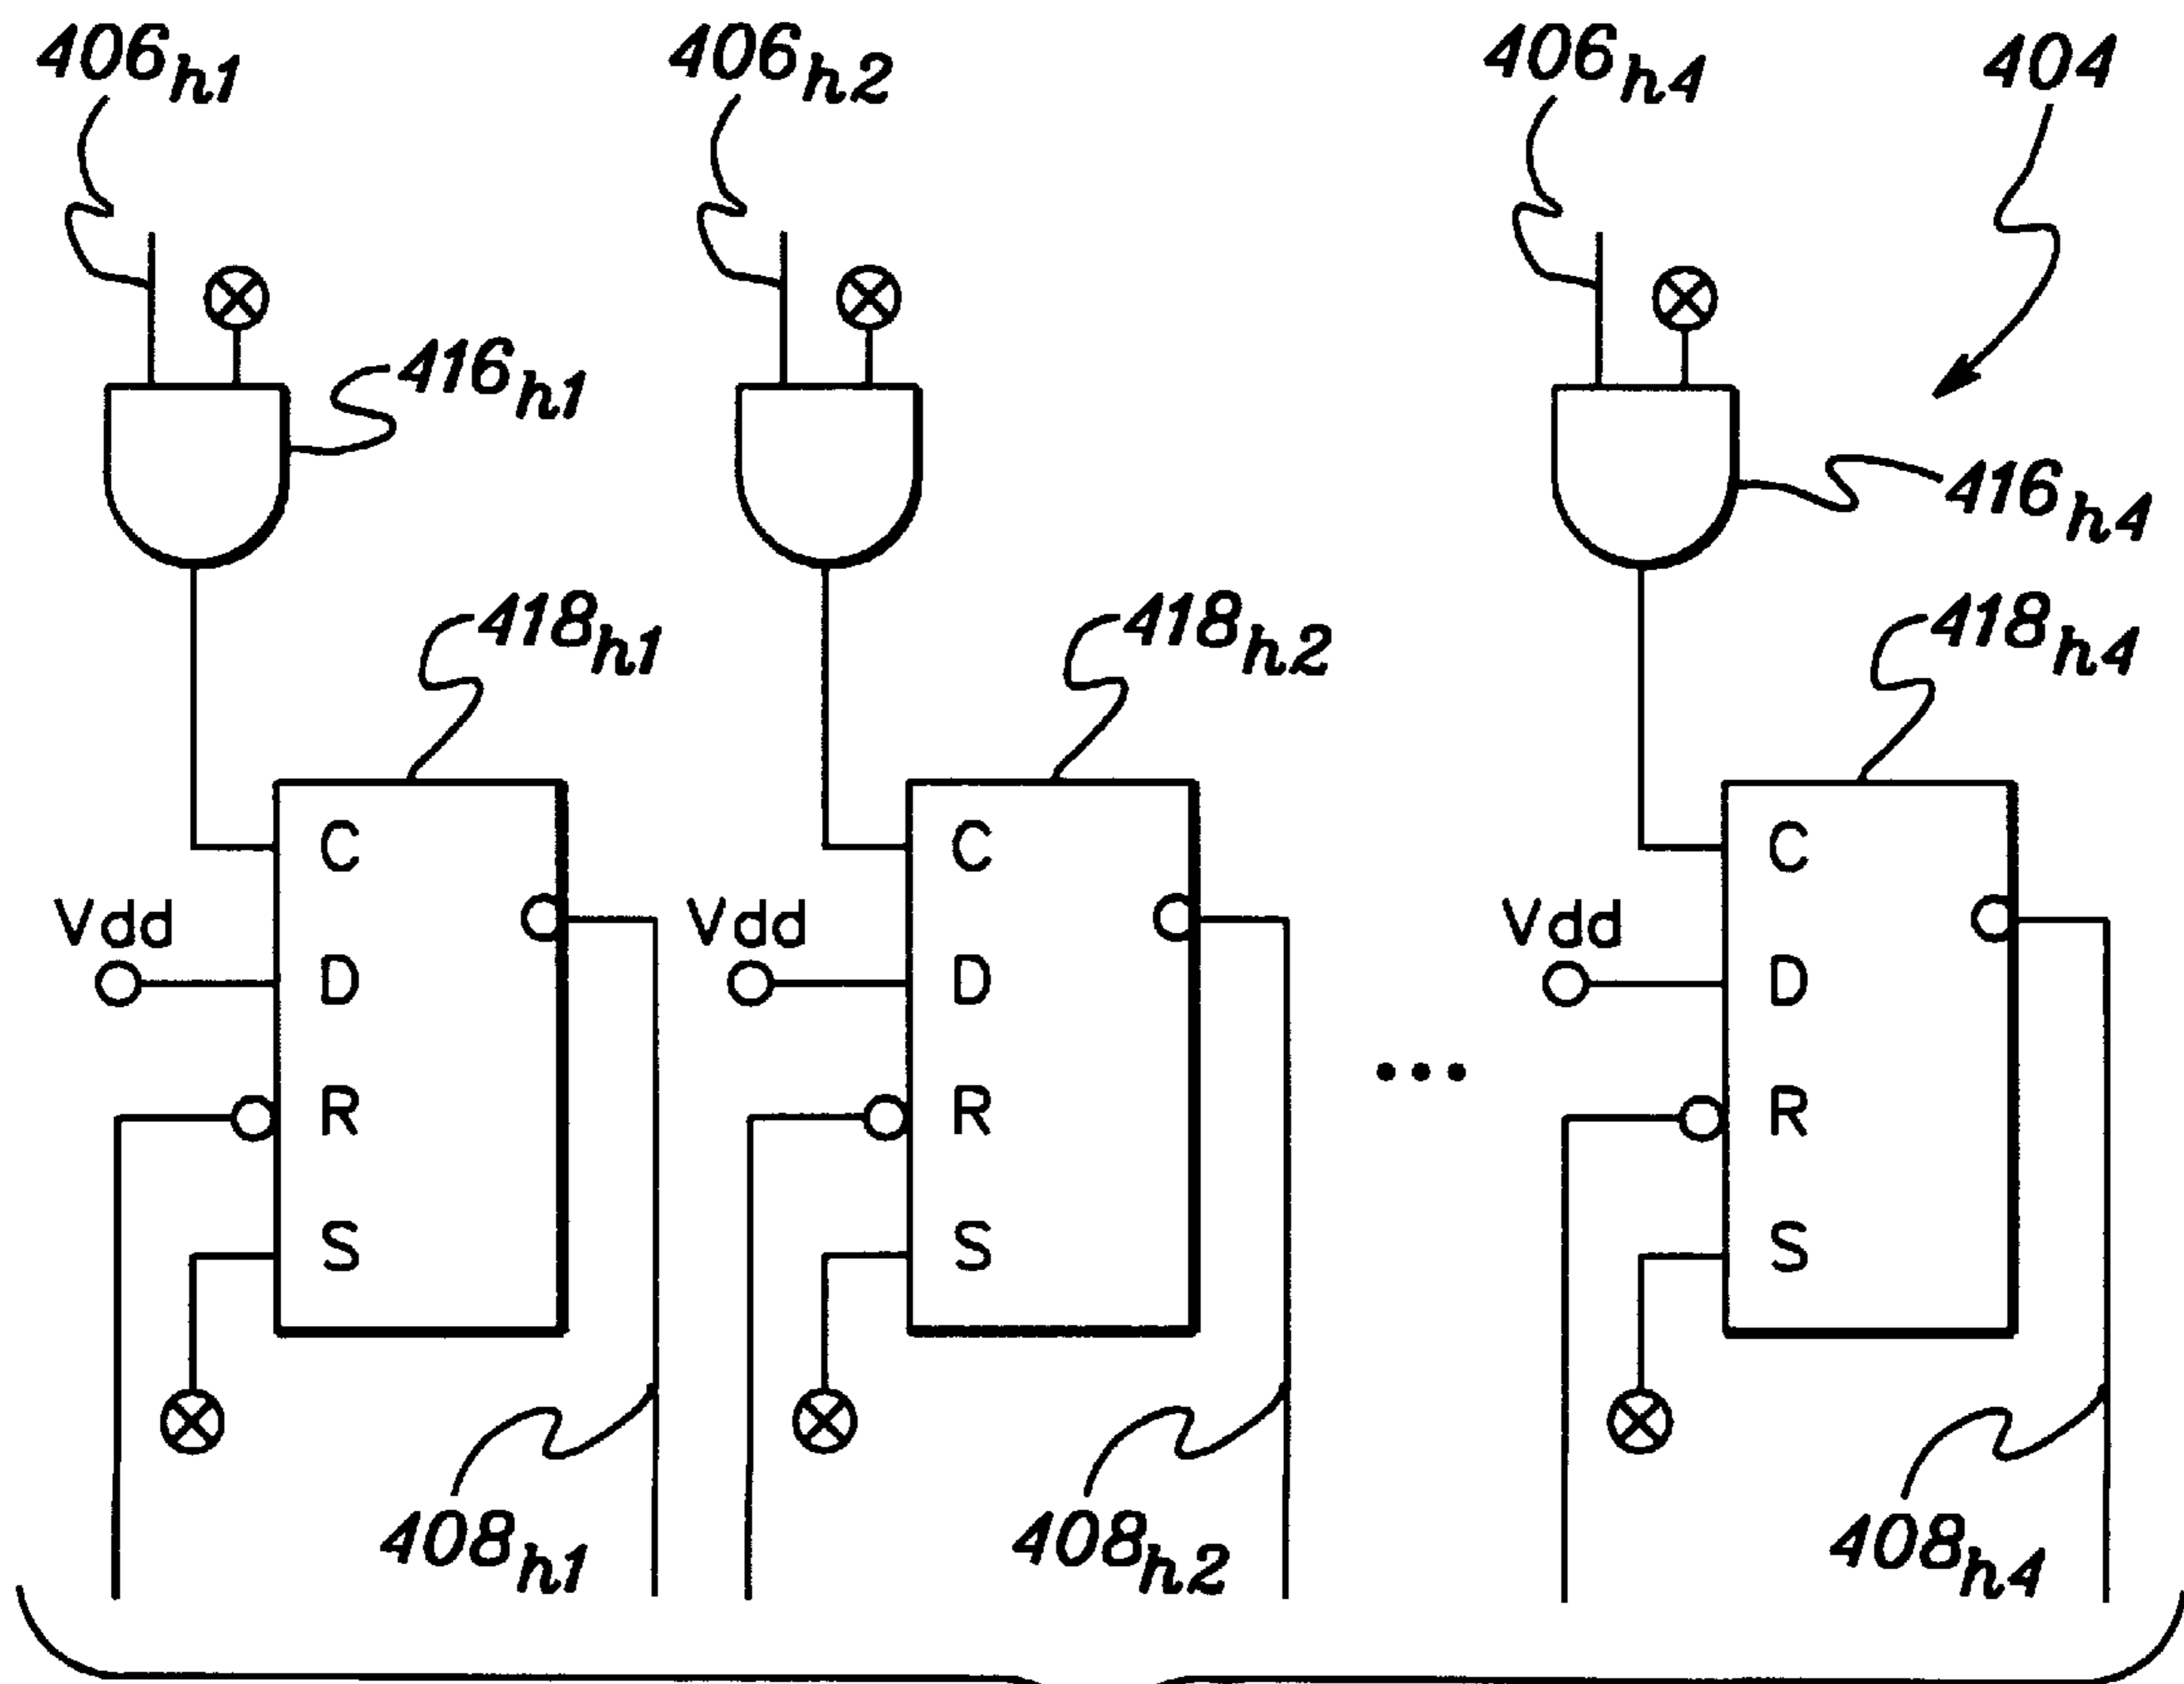 406h1 406h2 406h4 404
416h1
416h4
418h1 418h2 418h4
C C C
Vdd Vdd Vdd
D D D
• • •
R R R
S S S
408h1 408h2 408h4